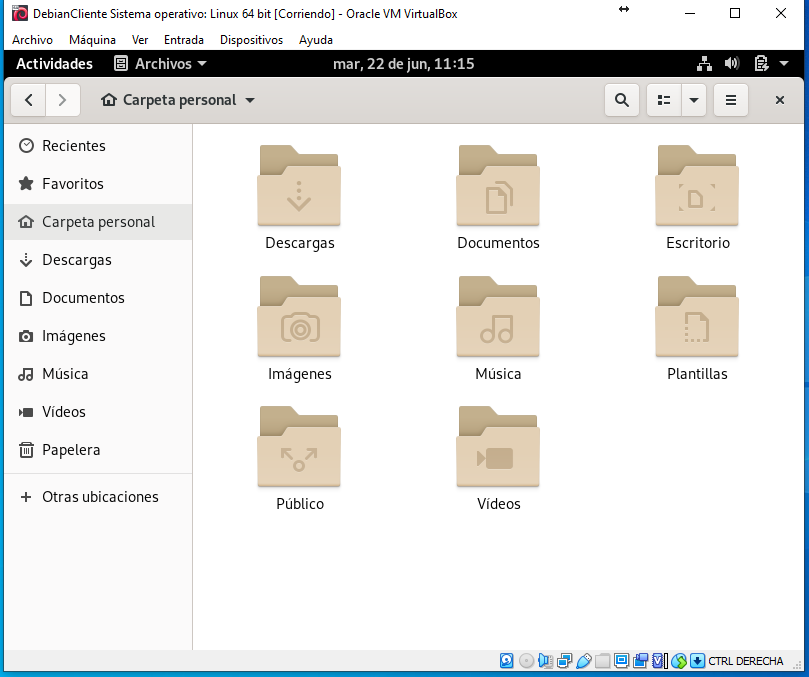 DebianCliente Sistema operativo: Linux 64 bit [Corriendo] - Oracle VM VirtualBox
Archivo Máquina Ver Entrada Dispositivos Ayuda
Actividades Archivos mar, 22 de jun, 11:15
Carpeta personal
Recientes
Favoritos
Carpeta personal
Descargas
Documentos
Imágenes
Música
Vídeos
Papelera
+ Otras ubicaciones
Descargas Documentos Escritorio
Imágenes Música Plantillas
Público Vídeos
CTRL DERECHA